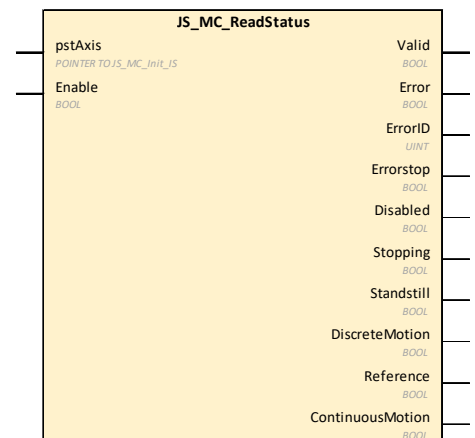 JS_MC_ReadStatus
pstAxis
POINTER TO JS_MC_Init_IS
Enable
BOOL
Valid
BOOL
Error
BOOL
ErrorID
UINT
Errorstop
BOOL
Disabled
BOOL
Stopping
BOOL
Standstill
BOOL
DiscreteMotion
BOOL
Reference
BOOL
ContinuousMotion
BOOL